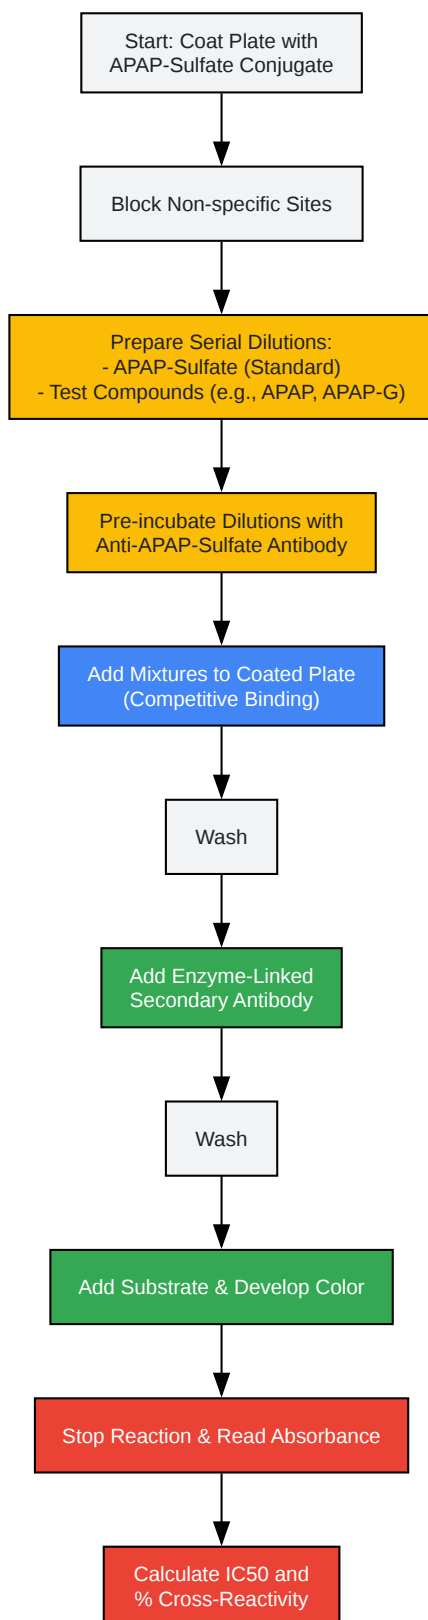 Start: Coat Plate with
APAP-Sulfate Conjugate
Block Non-specific Sites
Prepare Serial Dilutions:
- APAP-Sulfate (Standard)
- Test Compounds (e.g., APAP, APAP-G)
Pre-incubate Dilutions with
Anti-APAP-Sulfate Antibody
Add Mixtures to Coated Plate
(Competitive Binding)
Wash
Add Enzyme-Linked
Secondary Antibody
Wash
Add Substrate & Develop Color
Stop Reaction & Read Absorbance
Calculate IC50 and
% Cross-Reactivity